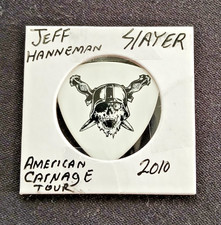 JEFF HANNEMAN
SLAYER
AMERICAN CARNAGE TOUR
2010